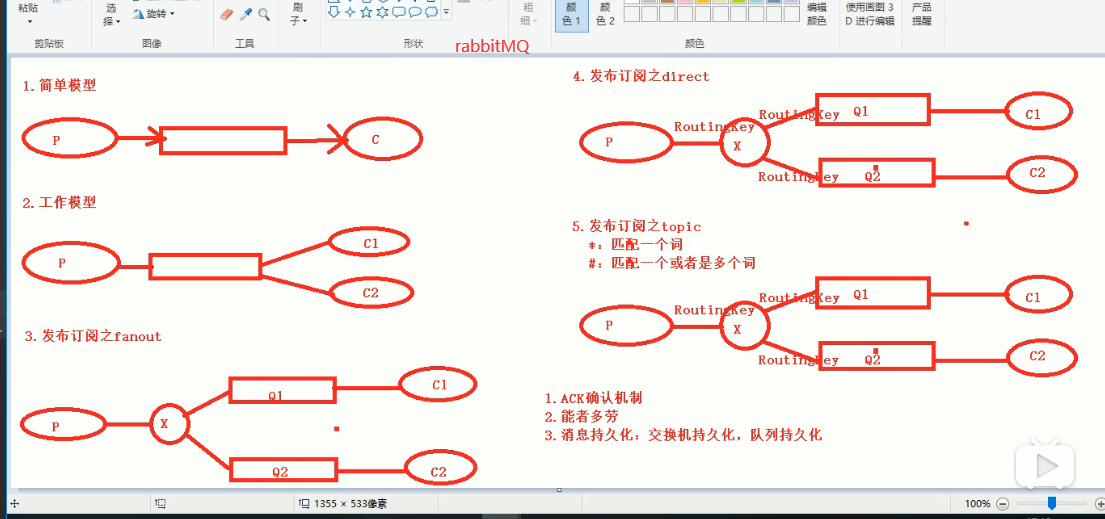 粘贴
选择
旋转
刷子
粗细
颜色 1
颜色 2
编辑颜色
使用画图 3D 进行编辑
产品提醒
剪贴板
图像
工具
形状
颜色
rabbitMQ
1.简单模型
P
C
2.工作模型
P
C1
C2
3.发布订阅之fanout
P
X
Q1
C1
Q2
C2
4.发布订阅之direct
P
RoutingKey
X
RoutingKey
Q1
C1
RoutingKey
Q2
C2
5.发布订阅之topic
*：匹配一个词
#：匹配一个或者是多个词
P
RoutingKey
X
RoutingKey
Q1
C1
RoutingKey
Q2
C2
1.ACK确认机制
2.能者多劳
3.消息持久化：交换机持久化，队列持久化
1355 × 533像素
100%